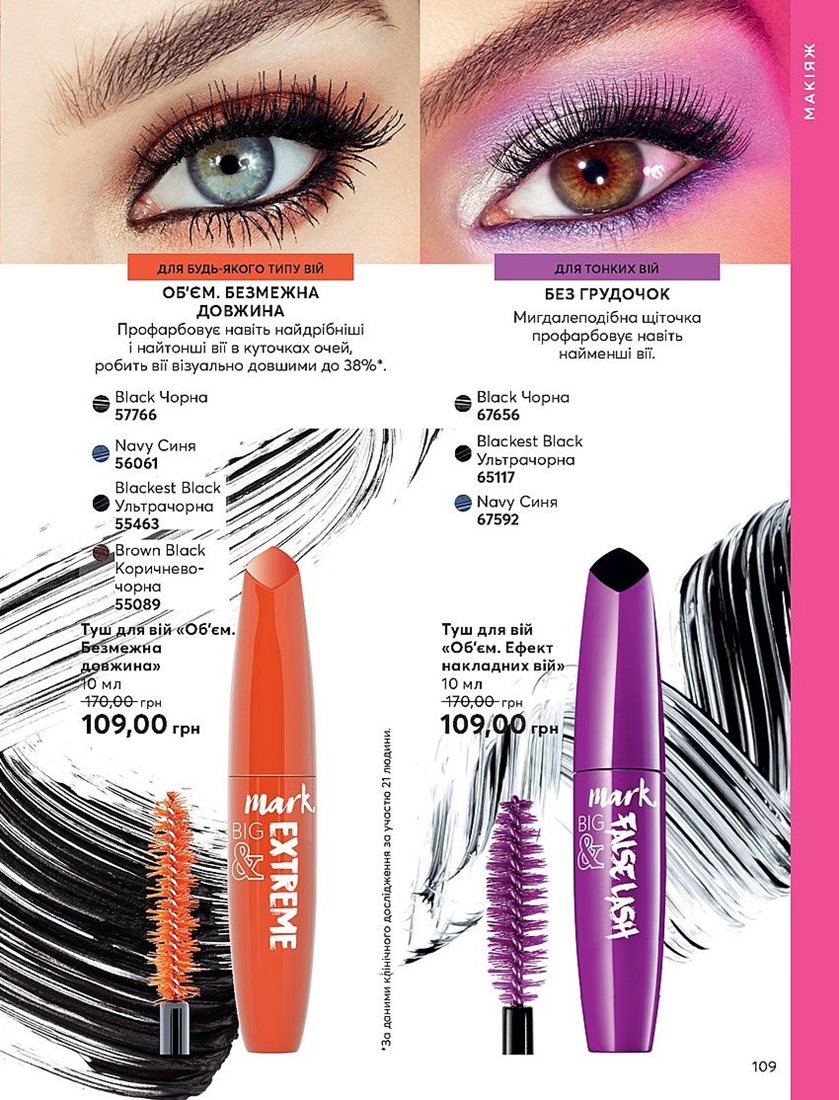 МАКІЯЖ
ДЛЯ БУДЬ-ЯКОГО ТИПУ ВІЙ
ОБ'ЄМ. БЕЗМЕЖНА
ДОВЖИНА
Профарбовує навіть найдрібніші
і найтонші вії в куточках очей,
робить вії візуально довшими до 38%*.
Black Чорна
57766
Navy Синя
56061
Blackest Black
Ультрачорна
55463
Brown Black
Коричнево-
чорна
55089
Туш для вій «Об'єм.
Безмежна
довжина»
10 мл
170,00 грн
109,00 грн
mark.
BIG
&
EXTREME
ДЛЯ ТОНКИХ ВІЙ
БЕЗ ГРУДОЧОК
Мигдалеподібна щіточка
профарбовує навіть
найменші вії.
Black Чорна
67656
Blackest Black
Ультрачорна
65117
Navy Синя
67592
Туш для вій
«Об'єм. Ефект
накладних вій»
10 мл
170,00 грн
109,00 грн
mark.
BIG
&
FALSE LASH
*За даними клінічного дослідження за участю 21 людини.
109